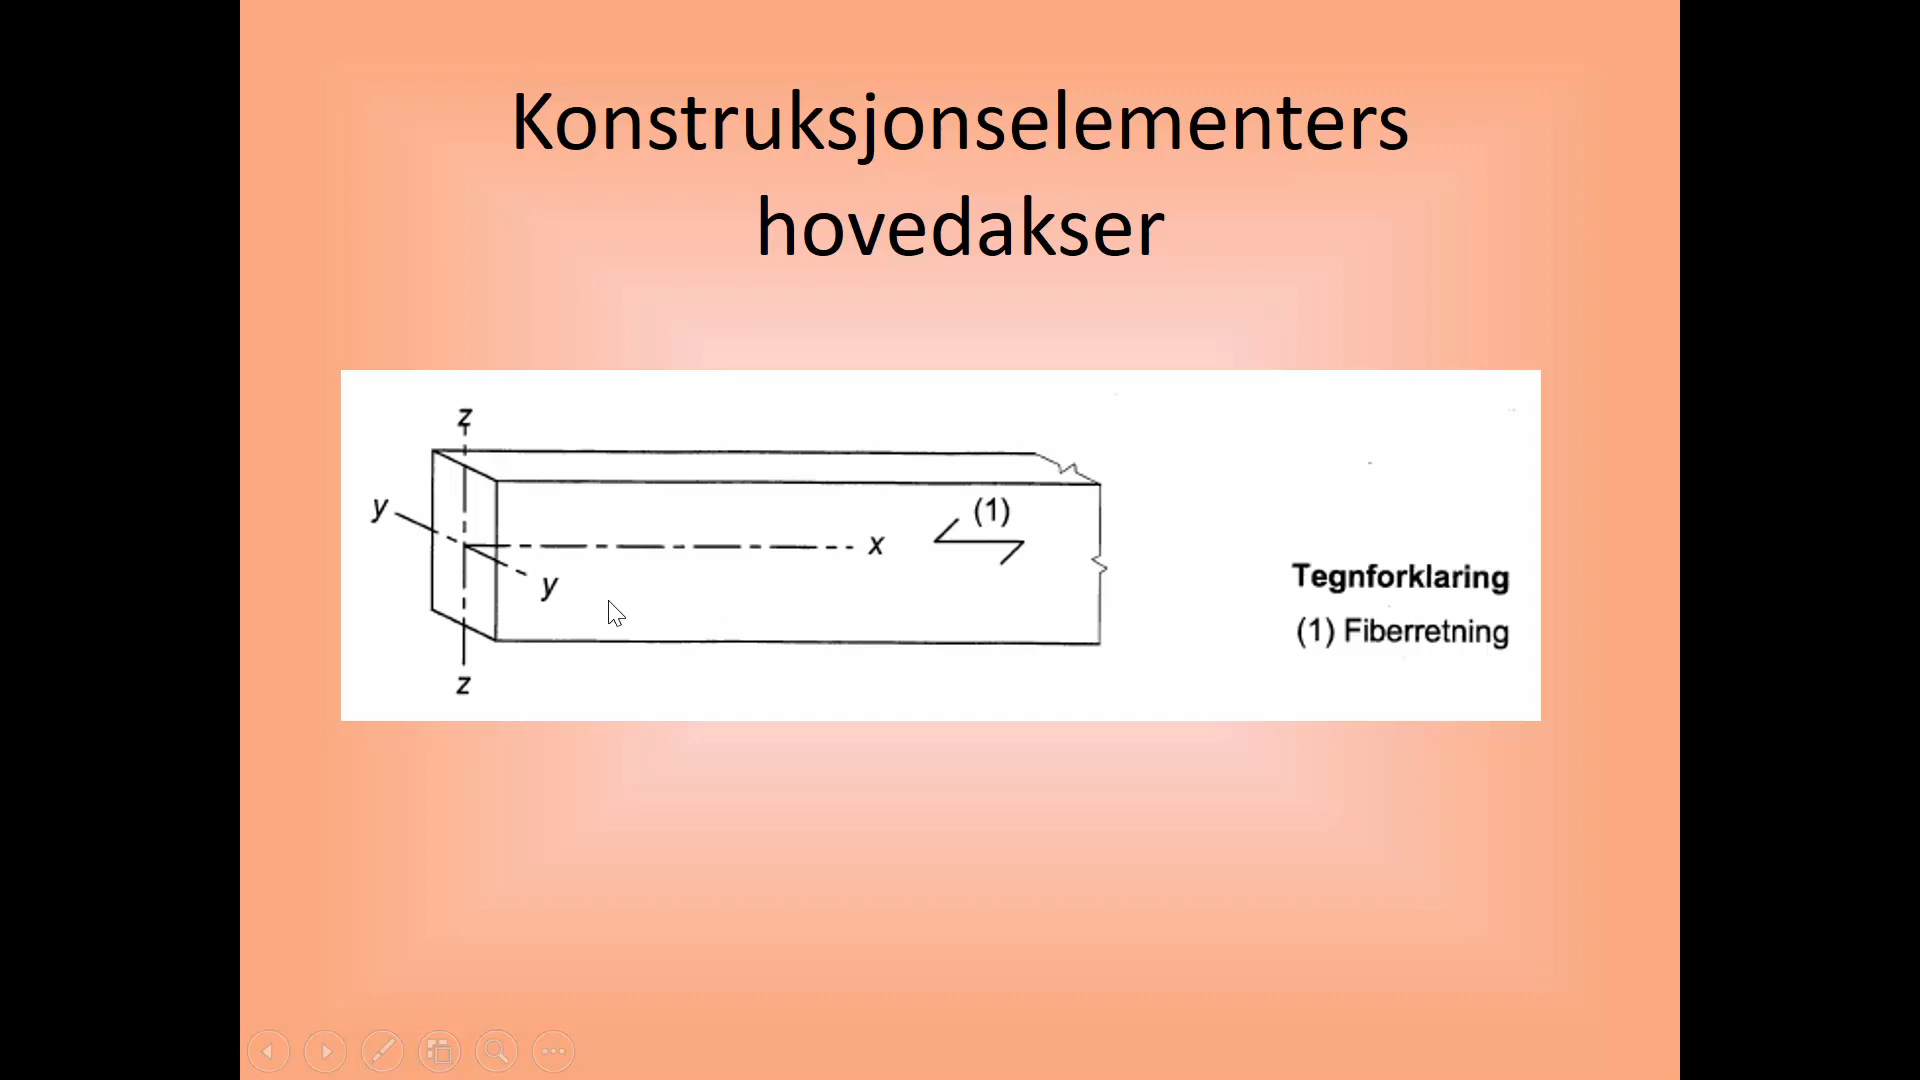 Konstruksjonselementers
hovedakser
z
y
(1)
x
y
z
Tegnforklaring
(1) Fiberretning